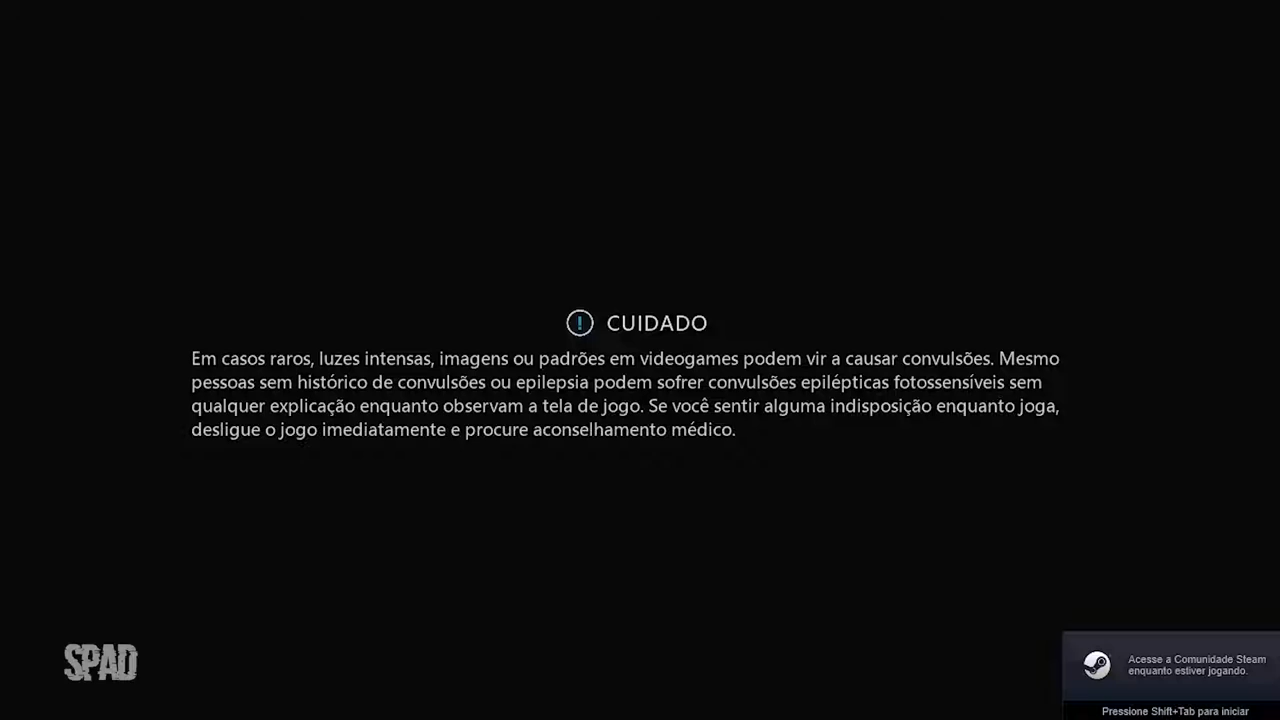 CUIDADO
Em casos raros, luzes intensas, imagens ou padrões em videogames podem vir a causar convulsões. Mesmo
pessoas sem histórico de convulsões ou epilepsia podem sofrer convulsões epilépticas fotossensíveis sem
qualquer explicação enquanto observam a tela de jogo. Se você sentir alguma indisposição enquanto joga,
desligue o jogo imediatamente e procure aconselhamento médico.
SPAD
Acesse a Comunidade Steam
enquanto estiver jogando.
Pressione Shift+Tab para iniciar